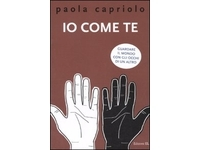 paola capriolo
IO COME TE
GUARDARE IL
MONDO
CON GLI OCCHI
DI UN ALTRO